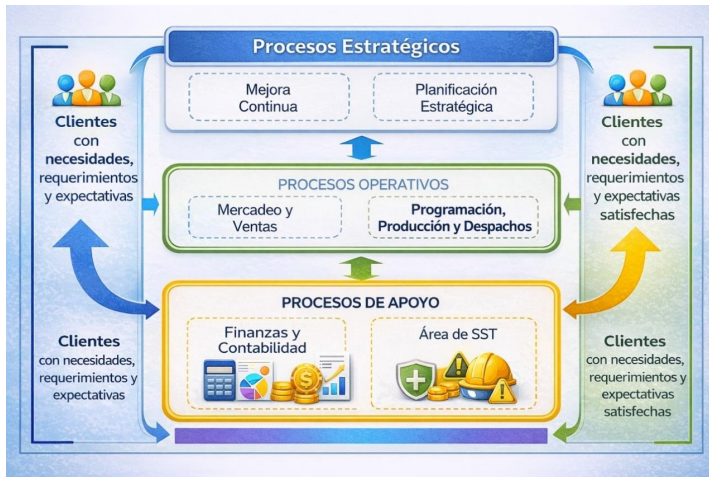 Procesos Estratégicos
Mejora
Continua
Planificación
Estratégica
Clientes
con
necesidades,
requerimientos
y expectativas
Clientes
con
necesidades,
requerimientos
y expectativas
satisfechas
PROCESOS OPERATIVOS
Mercadeo y
Ventas
Programación,
Producción y Despachos
PROCESOS DE APOYO
Finanzas y
Contabilidad
Área de SST
Clientes
con necesidades,
requerimientos y
expectativas
Clientes
con necesidades,
requerimientos y
expectativas
satisfechas